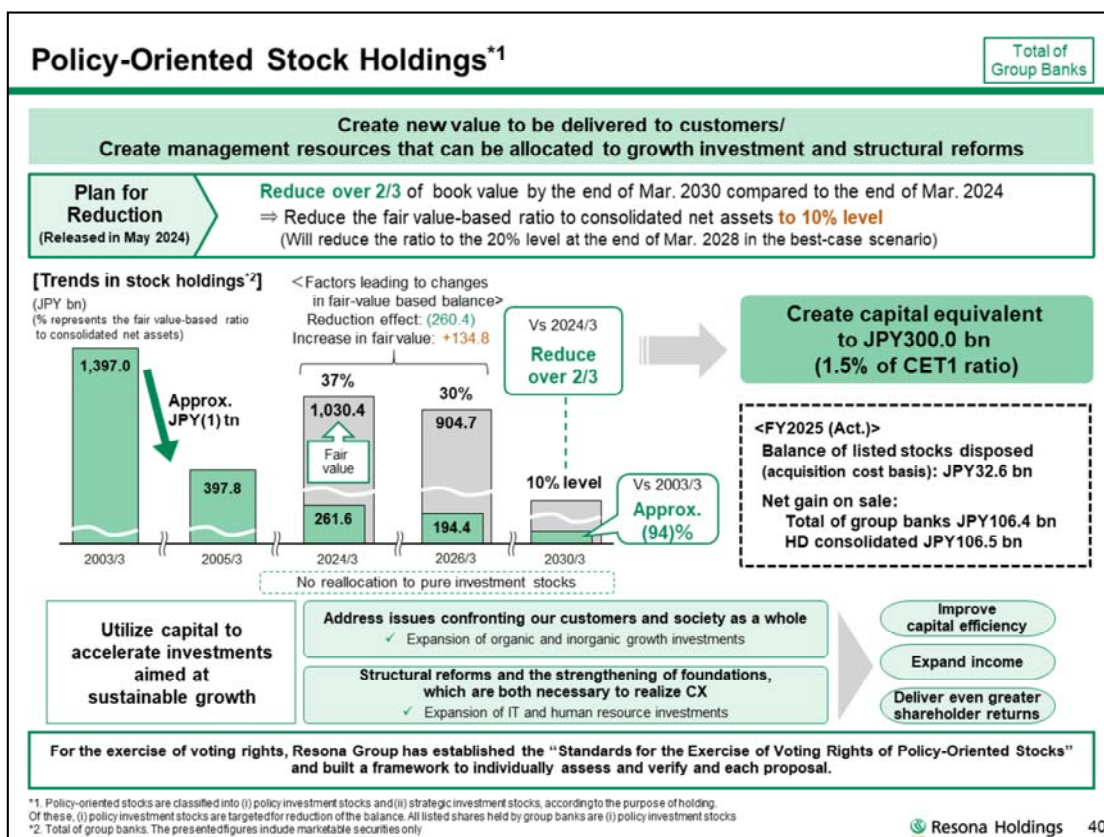 Policy-Oriented Stock Holdings*1
Total of
Group Banks
Create new value to be delivered to customers/
Create management resources that can be allocated to growth investment and structural reforms
Plan for
Reduction
(Released in May 2024)
Reduce over 2/3 of book value by the end of Mar. 2030 compared to the end of Mar. 2024
⇒ Reduce the fair value-based ratio to consolidated net assets to 10% level
(Will reduce the ratio to the 20% level at the end of Mar. 2028 in the best-case scenario)
[Trends in stock holdings*2]
(JPY bn)
(% represents the fair value-based ratio
to consolidated net assets)
<Factors leading to changes
in fair-value based balance>
Reduction effect: (260.4)
Increase in fair value: +134.8
1,397.0
Approx.
JPY(1) tn
397.8
37%
1,030.4
Fair
value
261.6
30%
904.7
194.4
Vs 2024/3
Reduce
over 2/3
10% level
Vs 2003/3
Approx.
(94)%
2003/3
2005/3
2024/3
2026/3
2030/3
No reallocation to pure investment stocks
Create capital equivalent
to JPY300.0 bn
(1.5% of CET1 ratio)
<FY2025 (Act.)>
Balance of listed stocks disposed
(acquisition cost basis): JPY32.6 bn
Net gain on sale:
Total of group banks JPY106.4 bn
HD consolidated JPY106.5 bn
Utilize capital to
accelerate investments
aimed at
sustainable growth
Address issues confronting our customers and society as a whole
✓ Expansion of organic and inorganic growth investments
Structural reforms and the strengthening of foundations,
which are both necessary to realize CX
✓ Expansion of IT and human resource investments
Improve
capital efficiency
Expand income
Deliver even greater
shareholder returns
For the exercise of voting rights, Resona Group has established the “Standards for the Exercise of Voting Rights of Policy-Oriented Stocks”
and built a framework to individually assess and verify and each proposal.
*1. Policy-oriented stocks are classified into (i) policy investment stocks and (ii) strategic investment stocks, according to the purpose of holding.
Of these, (i) policy investment stocks are targeted for reduction of the balance. All listed shares held by group banks are (i) policy investment stocks
*2. Total of group banks. The presented figures include marketable securities only
Resona Holdings
40